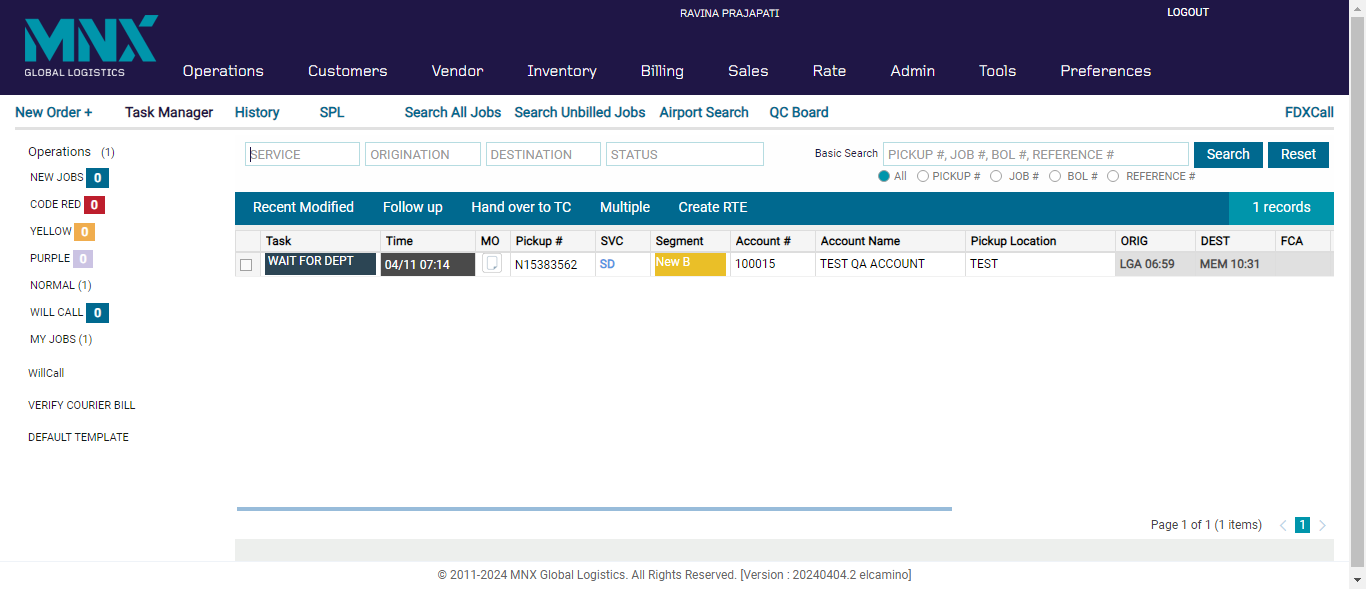 RAVINA PRAJAPATI LOGOUT
MNX
GLOBAL LOGISTICS
Operations Customers Vendor Inventory Billing Sales Rate Admin Tools Preferences
New Order + Task Manager History SPL Search All Jobs Search Unbilled Jobs Airport Search QC Board FDXCall
Operations (1)
NEW JOBS 0
CODE RED 0
YELLOW 0
PURPLE 0
NORMAL (1)
WILL CALL 0
MY JOBS (1)
WillCall
VERIFY COURIER BILL
DEFAULT TEMPLATE
SERVICE ORIGINATION DESTINATION STATUS Basic Search PICKUP #, JOB #, BOL #, REFERENCE # Search Reset
All PICKUP # JOB # BOL # REFERENCE #
Recent Modified Follow up Hand over to TC Multiple Create RTE 1 records
Task Time MO Pickup # SVC Segment Account # Account Name Pickup Location ORIG DEST FCA
WAIT FOR DEPT 04/11 07:14 N15383562 SD New B 100015 TEST QA ACCOUNT TEST LGA 06:59 MEM 10:31
Page 1 of 1 (1 items) 1
© 2011-2024 MNX Global Logistics. All Rights Reserved. [Version : 20240404.2 elcamino]